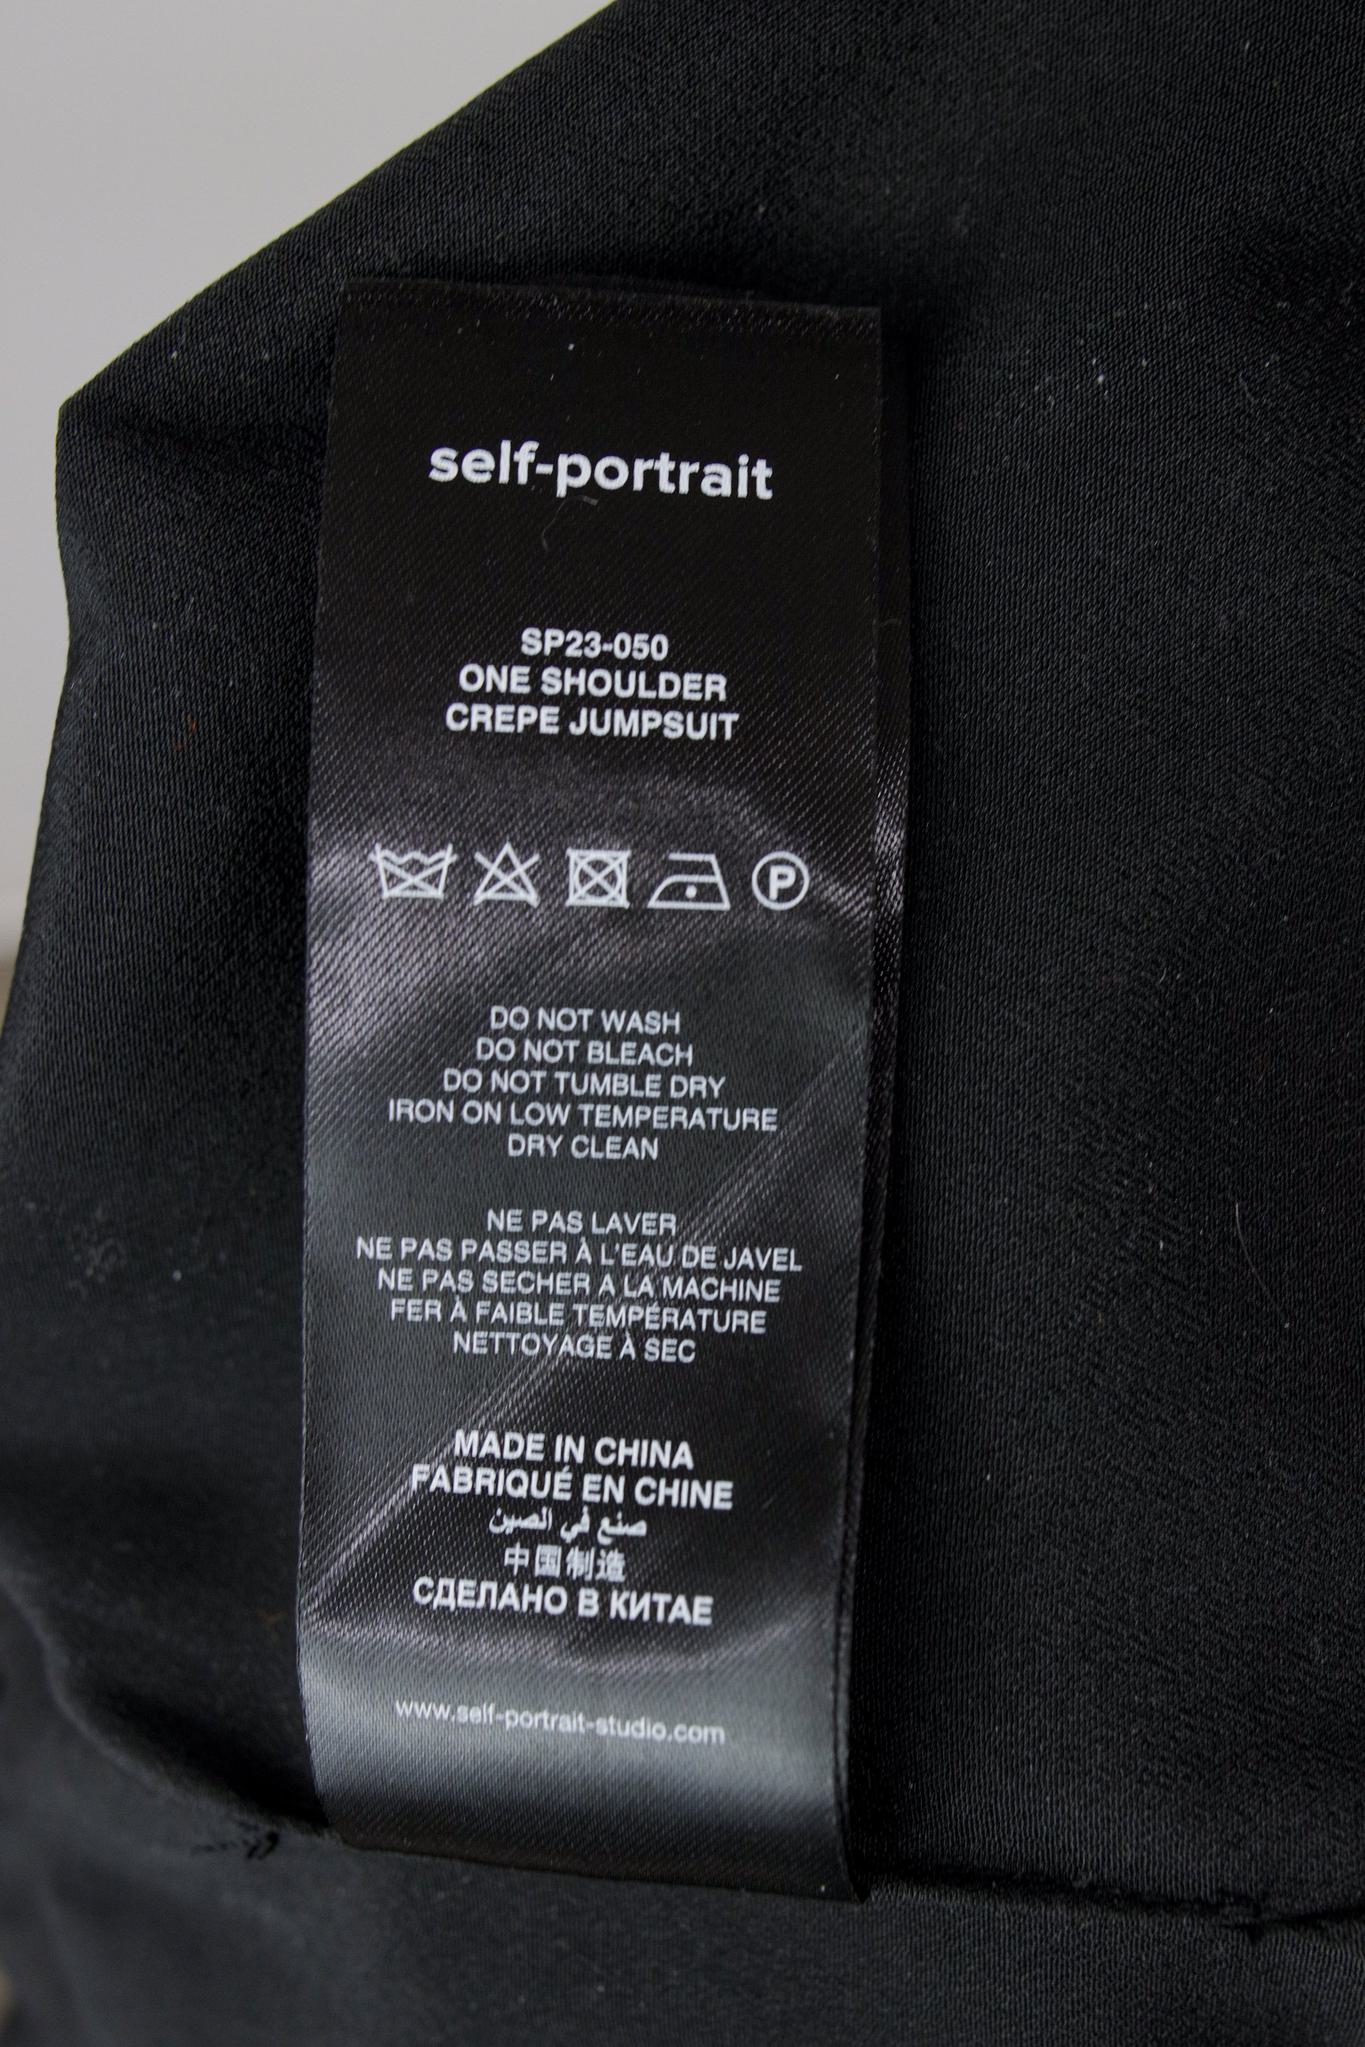 self-portrait
SP23-050
ONE SHOULDER
CREPE JUMPSUIT
P
DO NOT WASH
DO NOT BLEACH
DO NOT TUMBLE DRY
IRON ON LOW TEMPERATURE
DRY CLEAN
NE PAS LAVER
NE PAS PASSER À L'EAU DE JAVEL
NE PAS SECHER A LA MACHINE
FER À FAIBLE TEMPÉRATURE
NETTOYAGE À SEC
MADE IN CHINA
FABRIQUÉ EN CHINE
صنع في الصين
中国制造
СДЕЛАНО В КИТАЕ
www.self-portrait-studio.com